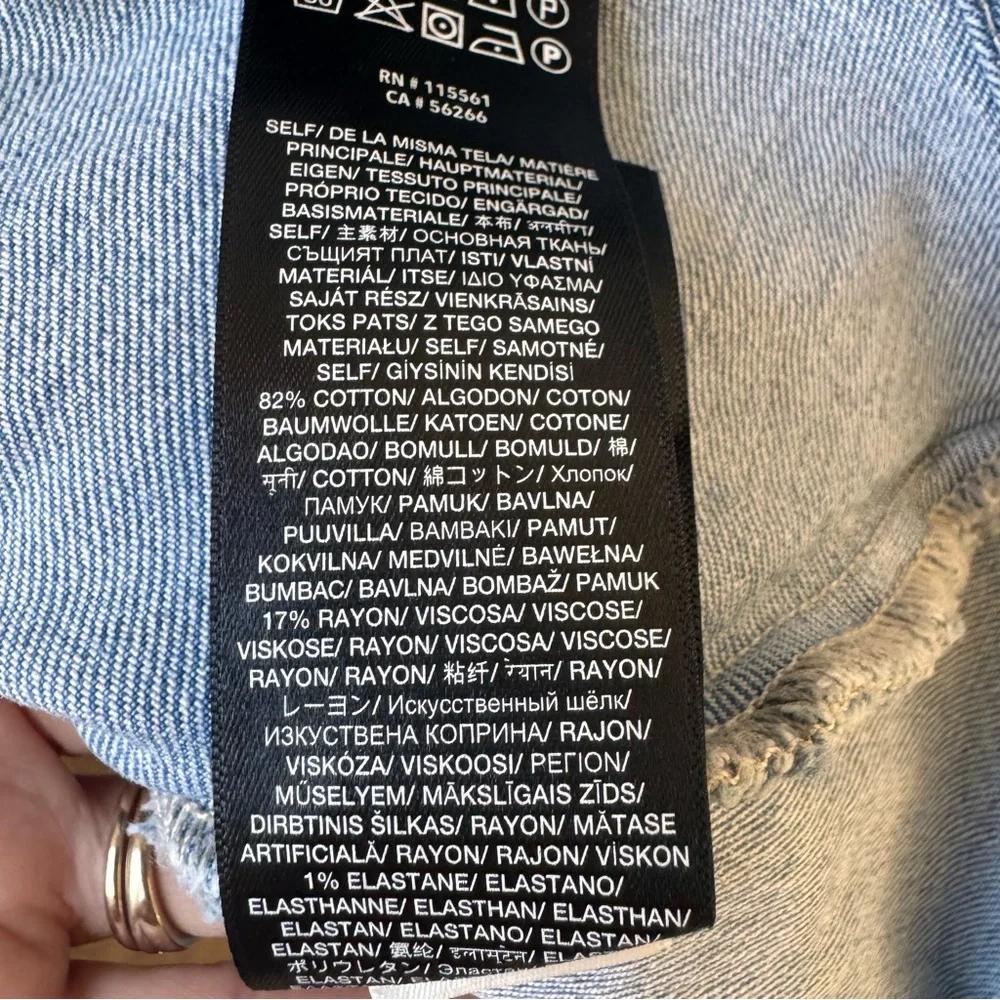 P
P
RN # 115561
CA # 56266
SELF/ DE LA MISMA TELA/ MATIÈRE
PRINCIPALE/ HAUPTMATERIAL/
EIGEN/ TESSUTO PRINCIPALE/
PRÓPRIO TECIDO/ ENGÄRGAD/
BASISMATERIALE/ 本布/
SELF/ 主素材/ ОСНОВНАЯ ТКАНЬ/
СЪЩИЯТ ПЛАТ/ ISTI/ VLASTNÍ
MATERIÁL/ ITSE/ ΙΔΙΟ ΥΦΑΣΜΑ/
SAJÁT RÉSZ/ VIENKRĀSAINS/
TOKS PATS/ Z TEGO SAMEGO
MATERIAŁU/ SELF/ SAMOTNÉ/
SELF/ GİYSİNİN KENDİSİ
82% COTTON/ ALGODON/ COTON/
BAUMWOLLE/ KATOEN/ COTONE/
ALGODAO/ BOMULL/ BOMULD/ 棉/
सूती/ COTTON/ 綿コットン/ Хлопок/
ПАМУК/ PAMUK/ BAVLNA/
PUUVILLA/ BAMBAKI/ PAMUT/
KOKVILNA/ MEDVILNĖ/ BAWEŁNA/
BUMBAC/ BAVLNA/ BOMBAŽ/ PAMUK
17% RAYON/ VISCOSA/ VISCOSE/
VISKOSE/ RAYON/ VISCOSA/ VISCOSE/
RAYON/ RAYON/ 粘纤/ रेयान/ RAYON/
レーヨン/ Искусственный шёлк/
ИЗКУСТВЕНА КОПРИНА/ RAJON/
VISKÓZA/ VISKOOSI/ ΡΕΓΙΟΝ/
MŰSELYEM/ MĀKSLĪGAIS ZĪDS/
DIRBTINIS ŠILKAS/ RAYON/ MĂTASE
ARTIFICIALĂ/ RAYON/ RAJON/ VİSKON
1% ELASTANE/ ELASTANO/
ELASTHANNE/ ELASTHAN/ ELASTHAN/
ELASTAN/ ELASTANO/ ELASTAN/
ELASTAN/ 氨纶/ इलास्टेन/
ポリウレタン/
ELASTAN/